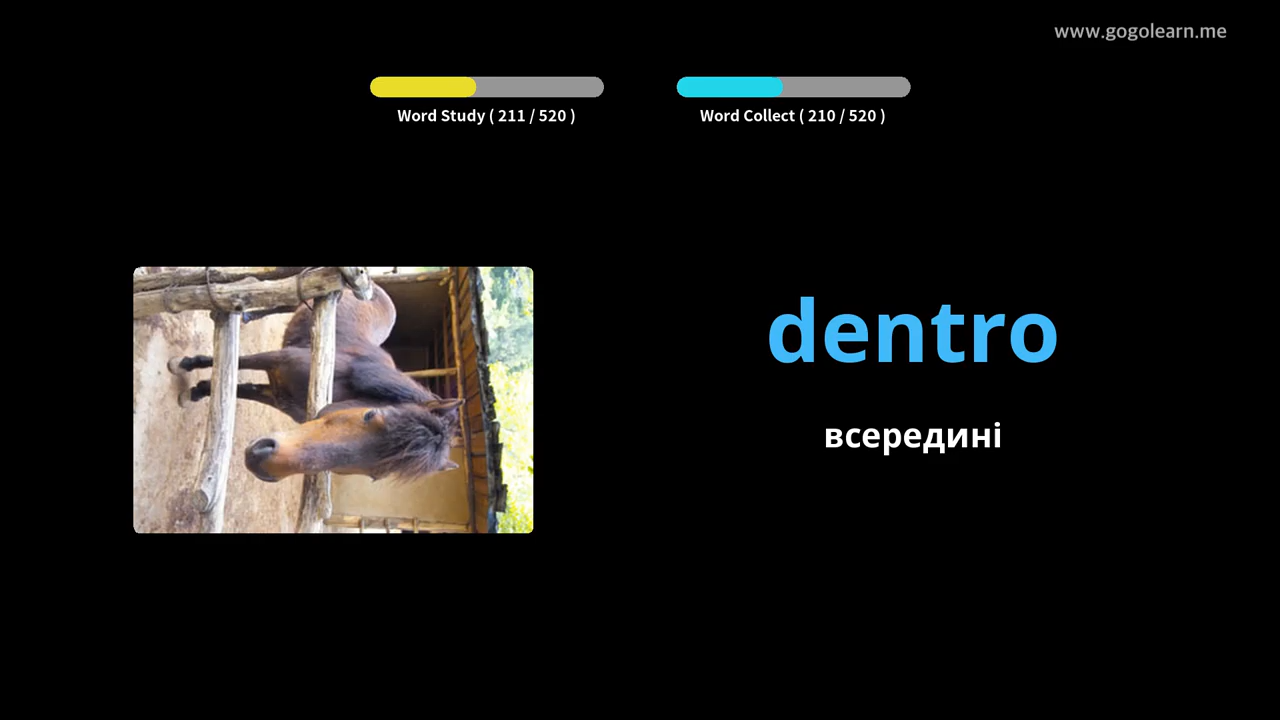 www.gogolearn.me
Word Study ( 211 / 520 )
Word Collect ( 210 / 520 )
dentro
всередині